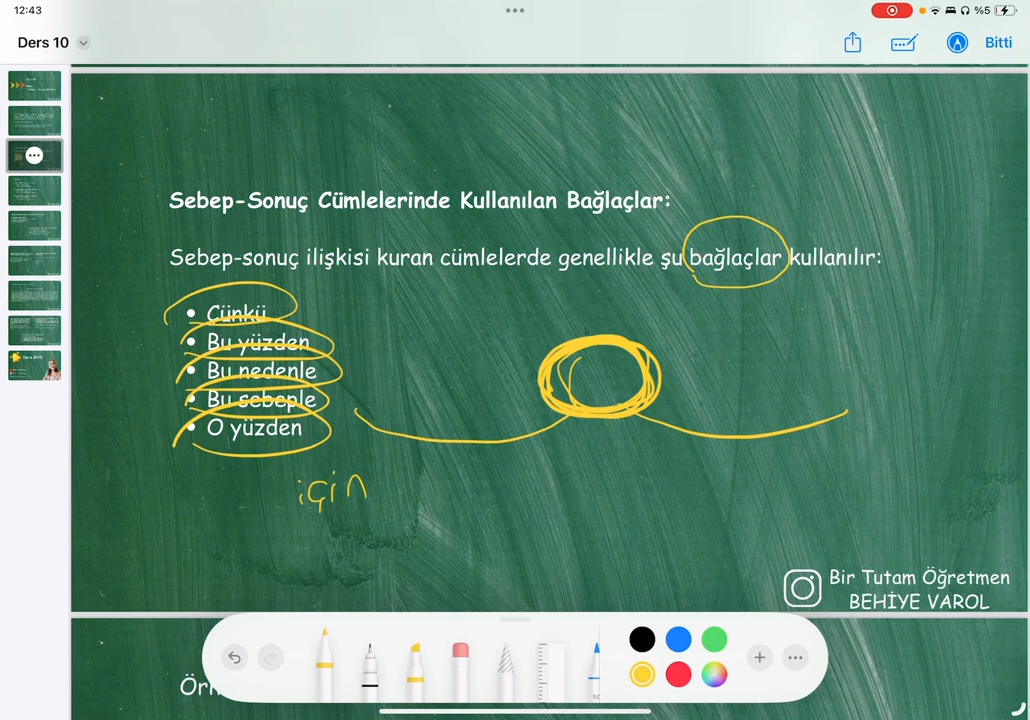 12:43
%5
Ders 10
Bitti
Sebep-Sonuç Cümlelerinde Kullanılan Bağlaçlar:
Sebep-sonuç ilişkisi kuran cümlelerde genellikle şu bağlaçlar kullanılır:
• Çünkü
• Bu yüzden
• Bu nedenle
• Bu sebeple
• O yüzden
için
Bir Tutam Öğretmen
BEHİYE VAROL